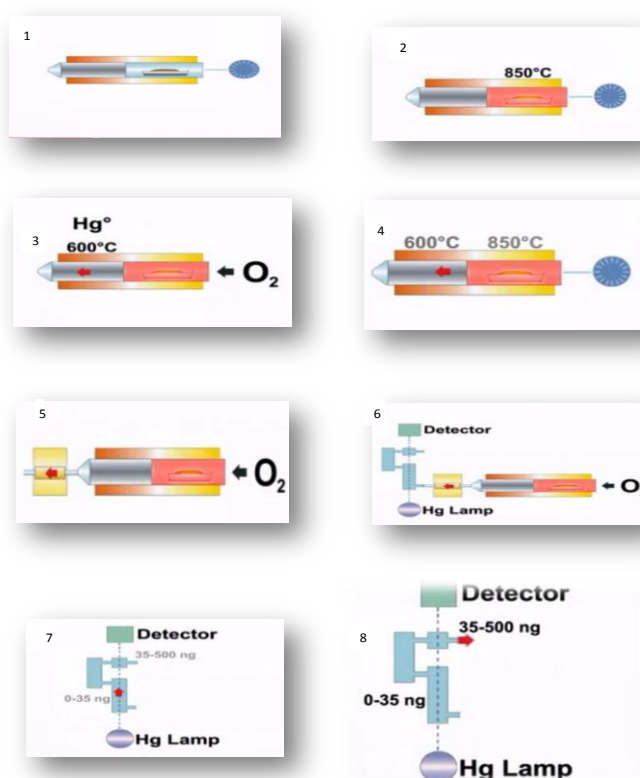 1
2
850°C
3
Hg°
600°C
O₂
4
600°C 850°C
5
O₂
6
Detector
O
Hg Lamp
7
Detector
35-500 ng
0-35 ng
Hg Lamp
8
Detector
35-500 ng
0-35 ng
Hg Lamp